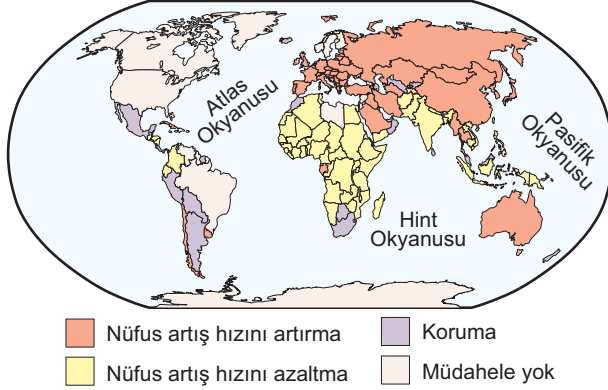 Atlas
Okyanusu
Pasifik
Okyanusu
Hint
Okyanusu
Nüfus artış hızını artırma
Koruma
Nüfus artış hızını azaltma
Müdahele yok